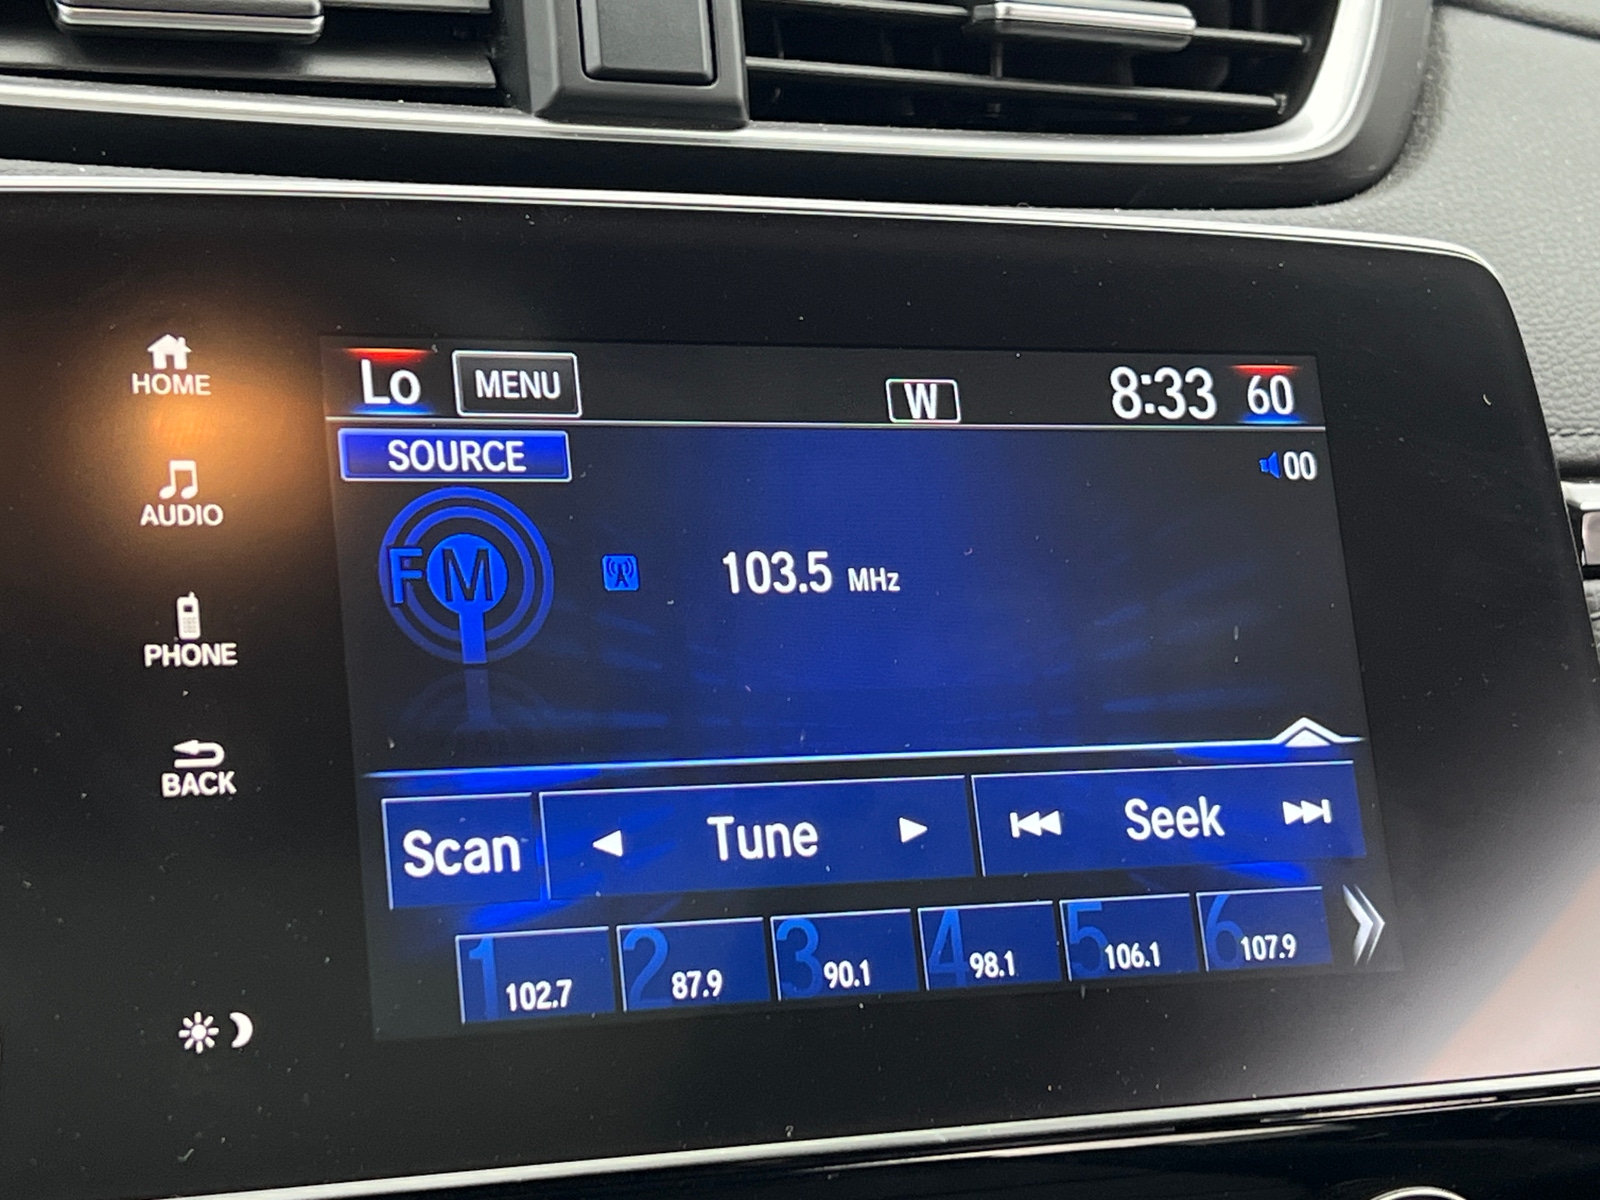 HOME
AUDIO
PHONE
BACK
Lo MENU W 8:33 60
SOURCE 00
FM 103.5 MHz
Scan Tune Seek
1 102.7 2 87.9 3 90.1 4 98.1 5 106.1 6 107.9